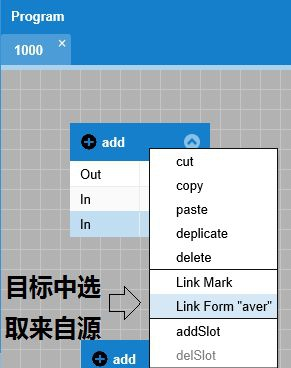 Program
1000 ×
add
Out
In
In
cut
copy
paste
deplicate
delete
Link Mark
Link Form "aver"
addSlot
delSlot
目标中选
取来自源
add